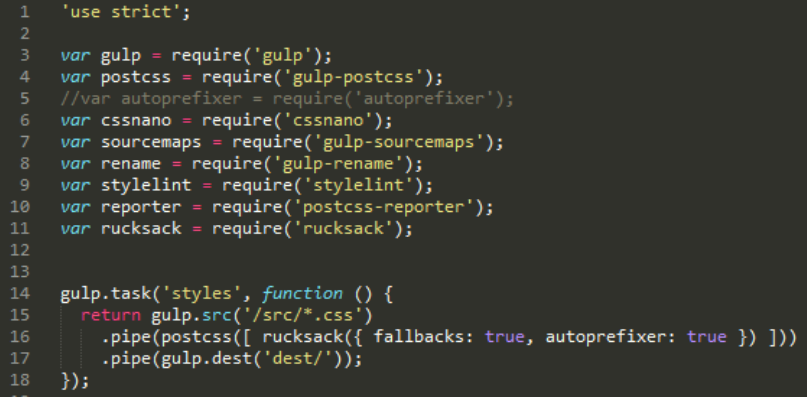 1 'use strict';
2
3 var gulp = require('gulp');
4 var postcss = require('gulp-postcss');
5 //var autoprefixer = require('autoprefixer');
6 var cssnano = require('cssnano');
7 var sourcemaps = require('gulp-sourcemaps');
8 var rename = require('gulp-rename');
9 var stylelint = require('stylelint');
10 var reporter = require('postcss-reporter');
11 var rucksack = require('rucksack');
12
13
14 gulp.task('styles', function () {
15   return gulp.src('/src/*.css')
16     .pipe(postcss([ rucksack({ fallbacks: true, autoprefixer: true }) ]))
17     .pipe(gulp.dest('dest/'));
18 });